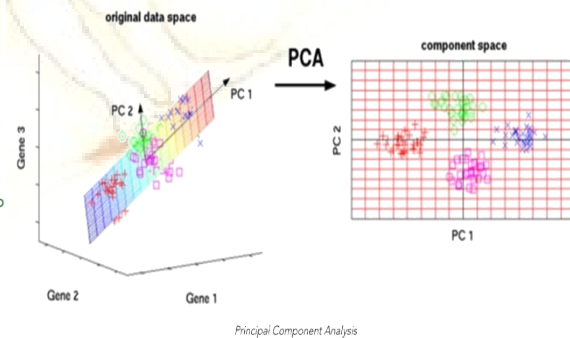 original data space
PCA
component space
PC 1
PC 2
Gene 3
PC 2
Gene 2
Gene 1
PC 1
Principal Component Analysis